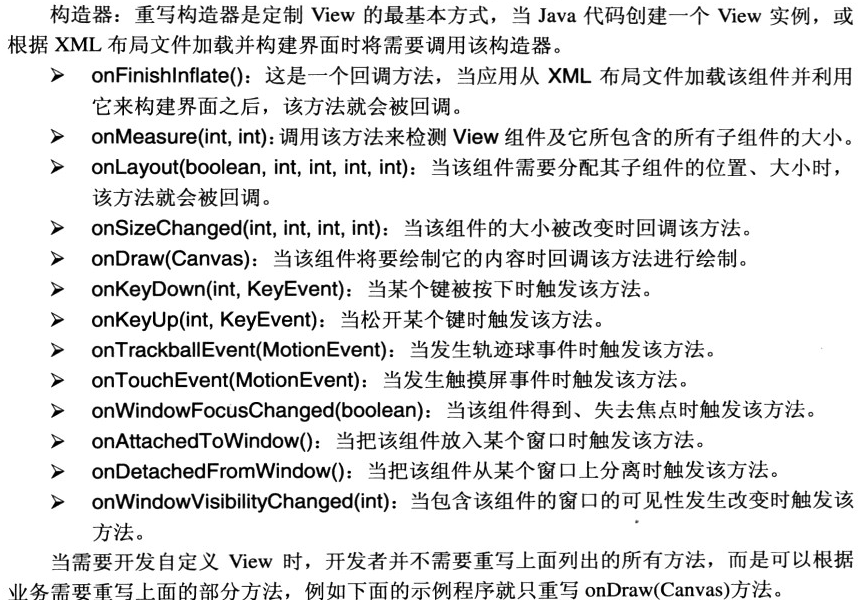 构造器：重写构造器是定制 View 的最基本方式，当 Java 代码创建一个 View 实例，或
根据 XML 布局文件加载并构建界面时将需要调用该构造器。
➢ onFinishInflate()：这是一个回调方法，当应用从 XML 布局文件加载该组件并利用
它来构建界面之后，该方法就会被回调。
➢ onMeasure(int, int)：调用该方法来检测 View 组件及它所包含的所有子组件的大小。
➢ onLayout(boolean, int, int, int, int)：当该组件需要分配其子组件的位置、大小时，
该方法就会被回调。
➢ onSizeChanged(int, int, int, int)：当该组件的大小被改变时回调该方法。
➢ onDraw(Canvas)：当该组件将要绘制它的内容时回调该方法进行绘制。
➢ onKeyDown(int, KeyEvent)：当某个键被按下时触发该方法。
➢ onKeyUp(int, KeyEvent)：当松开某个键时触发该方法。
➢ onTrackballEvent(MotionEvent)：当发生轨迹球事件时触发该方法。
➢ onTouchEvent(MotionEvent)：当发生触摸屏事件时触发该方法。
➢ onWindowFocusChanged(boolean)：当该组件得到、失去焦点时触发该方法。
➢ onAttachedToWindow()：当把该组件放入某个窗口时触发该方法。
➢ onDetachedFromWindow()：当把该组件从某个窗口上分离时触发该方法。
➢ onWindowVisibilityChanged(int)：当包含该组件的窗口的可见性发生改变时触发该
方法。
当需要开发自定义 View 时，开发者并不需要重写上面列出的所有方法，而是可以根据
业务需要重写上面的部分方法，例如下面的示例程序就只重写 onDraw(Canvas)方法。